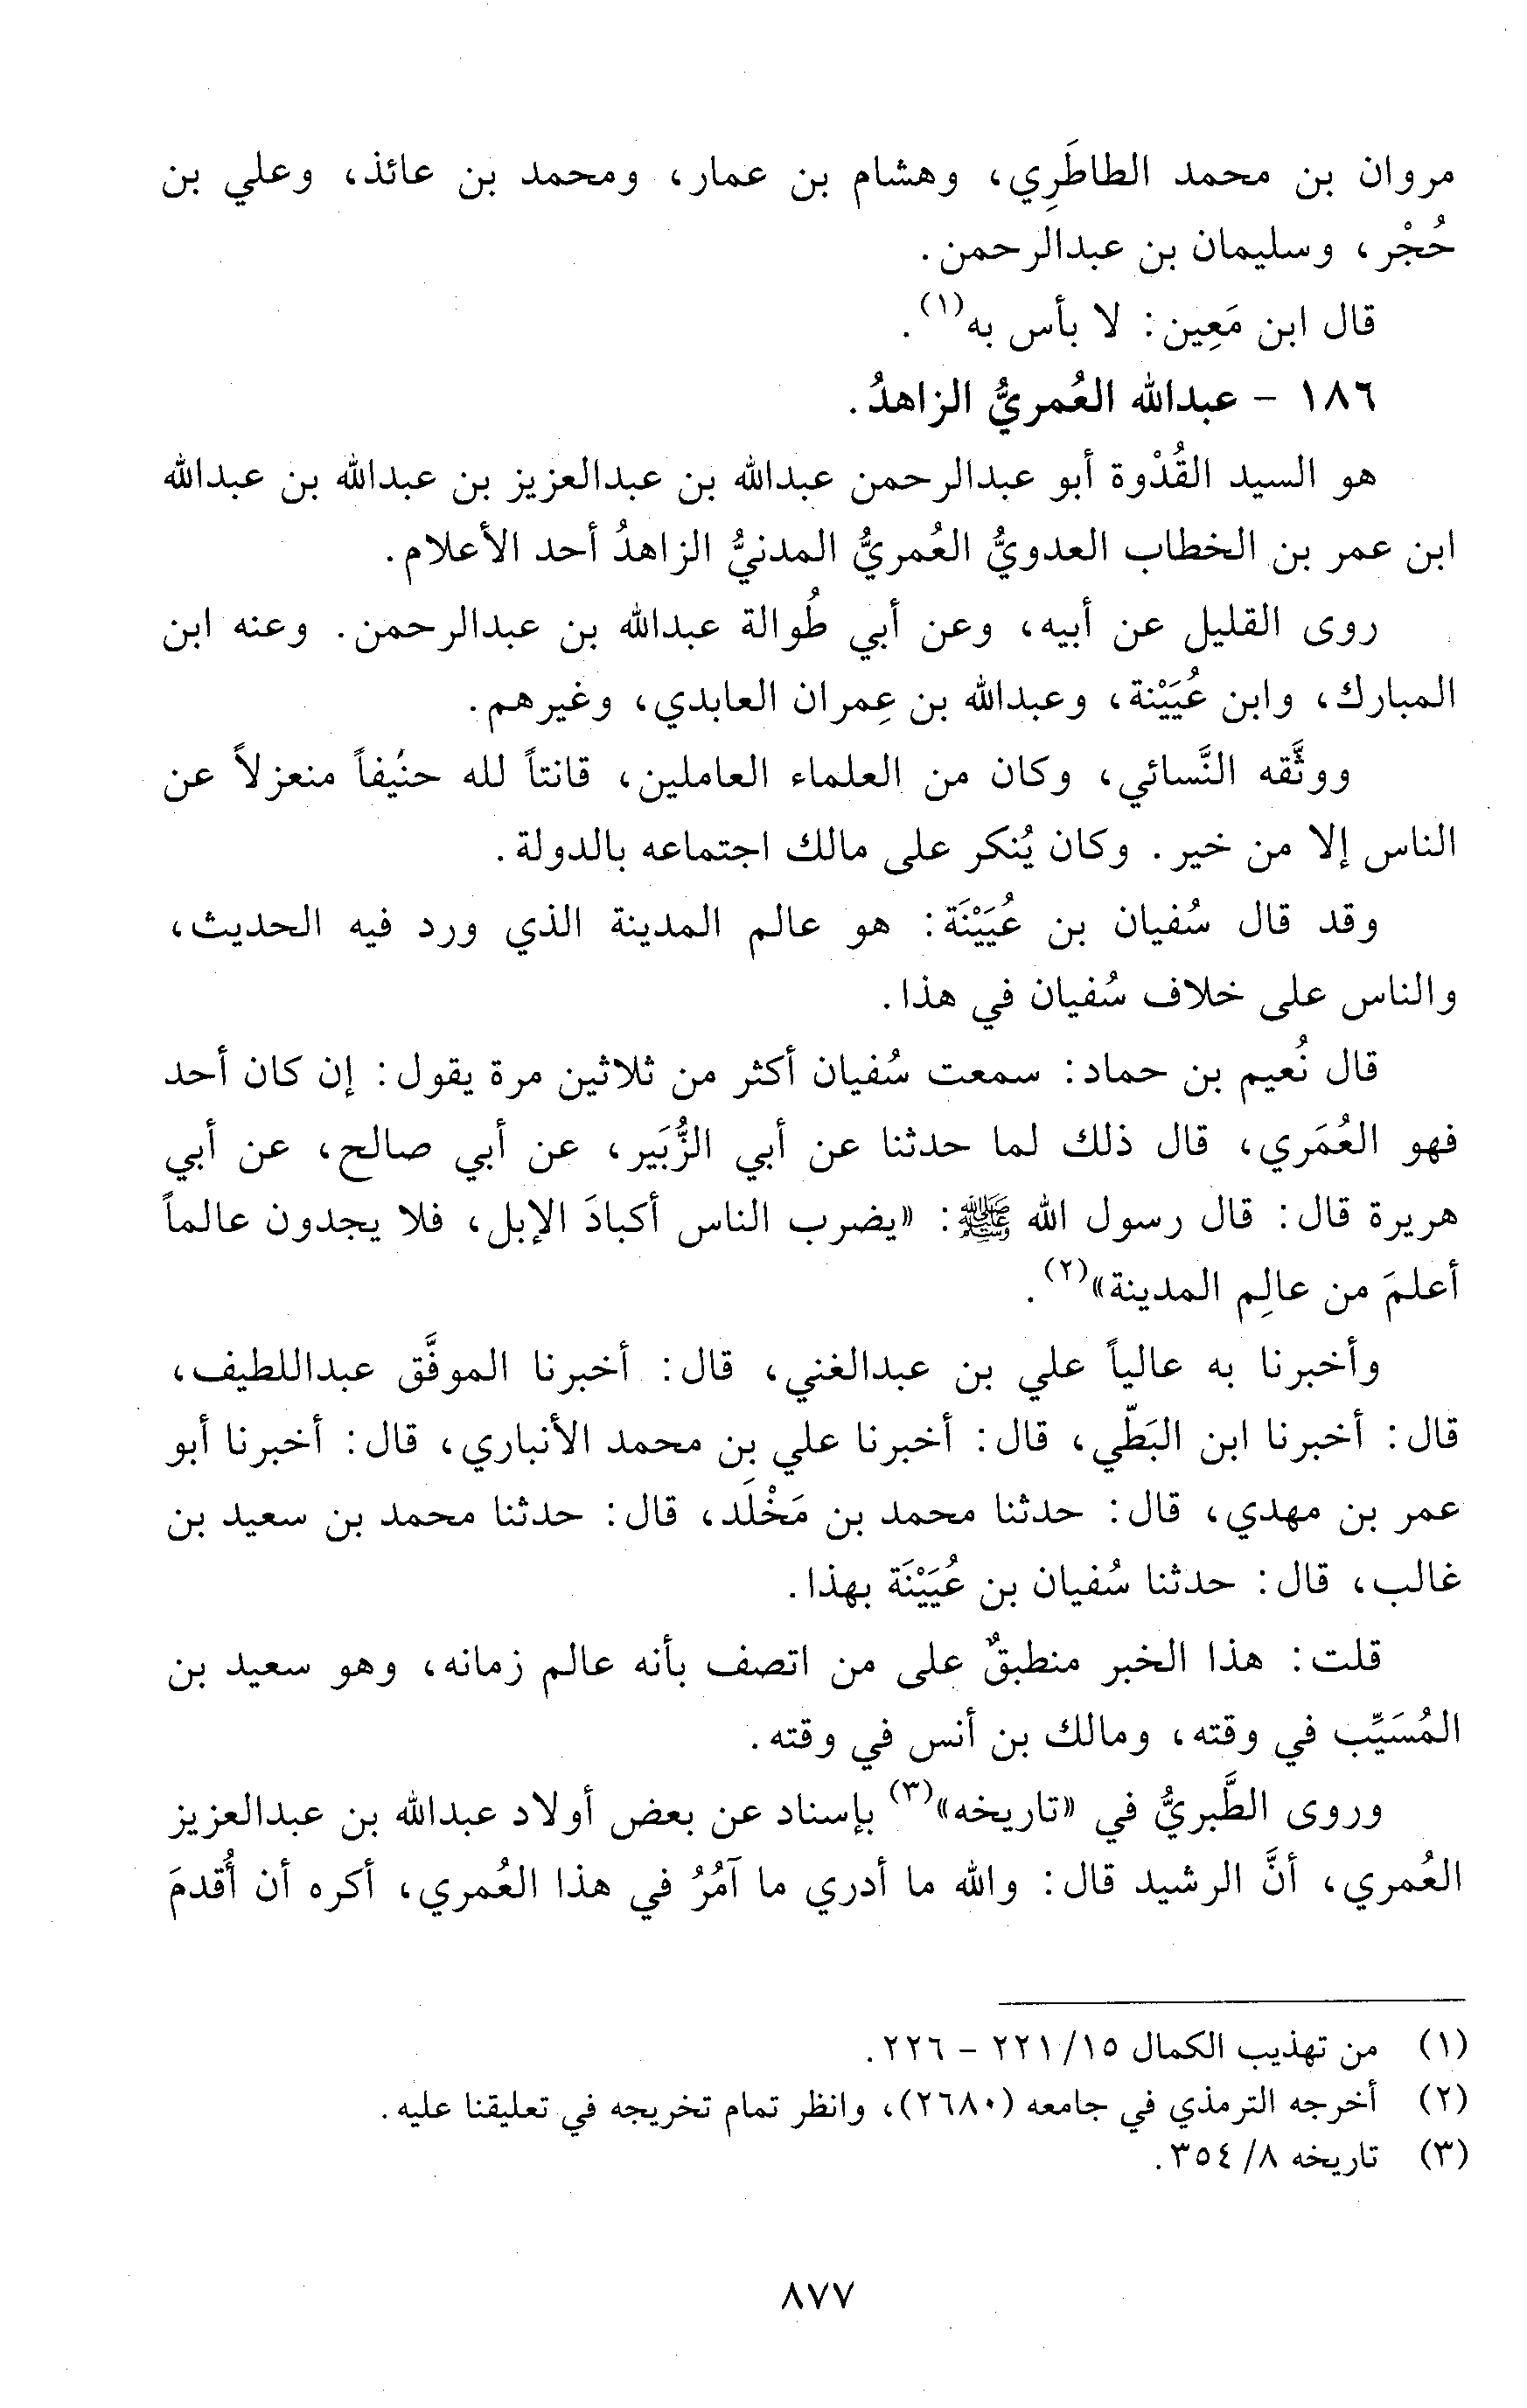 مروان بن محمد الطاطَرِي، وهشام بن عمار، ومحمد بن عائذ، وعلي بن
حُجْر، وسليمان بن عبدالرحمن.
قال ابن مَعِين: لا بأس به(١).
١٨٦ - عبدالله العُمريُّ الزاهدُ.
هو السيد القُدْوة أبو عبدالرحمن عبدالله بن عبدالعزيز بن عبدالله بن عبدالله
ابن عمر بن الخطاب العدويُّ العُمريُّ المدنيُّ الزاهدُ أحد الأعلام.
روى القليل عن أبيه، وعن أبي طُوالة عبدالله بن عبدالرحمن. وعنه ابن
المبارك، وابن عُيَيْنة، وعبدالله بن عِمران العابدي، وغيرهم.
ووثَّقه النَّسائي، وكان من العلماء العاملين، قانتاً لله حنيفاً منعزلاً عن
الناس إلا من خير. وكان يُنكر على مالك اجتماعه بالدولة.
وقد قال سُفيان بن عُيَيْنَة: هو عالم المدينة الذي ورد فيه الحديث،
والناس على خلاف سُفيان في هذا.
قال نُعيم بن حماد: سمعت سُفيان أكثر من ثلاثين مرة يقول: إن كان أحد
فهو العُمَري، قال ذلك لما حدثنا عن أبي الزُّبَير، عن أبي صالح، عن أبي
هريرة قال: قال رسول الله ﷺ: «يضرب الناس أكبادَ الإبل، فلا يجدون عالماً
أعلمَ من عالِم المدينة»(٢).
وأخبرنا به عالياً علي بن عبدالغني، قال: أخبرنا الموفَّق عبداللطيف،
قال: أخبرنا ابن البَطّي، قال: أخبرنا علي بن محمد الأنباري، قال: أخبرنا أبو
عمر بن مهدي، قال: حدثنا محمد بن مَخْلَد، قال: حدثنا محمد بن سعيد بن
غالب، قال: حدثنا سُفيان بن عُيَيْنَة بهذا.
قلت: هذا الخبر منطبقٌ على من اتصف بأنه عالم زمانه، وهو سعيد بن
المُسَيِّب في وقته، ومالك بن أنس في وقته.
وروى الطَّبريُّ في «تاريخه»(٣) بإسناد عن بعض أولاد عبدالله بن عبدالعزيز
العُمري، أنَّ الرشيد قال: والله ما أدري ما آمُرُ في هذا العُمري، أكره أن أُقدمَ
(١) من تهذيب الكمال ١٥/ ٢٢١ - ٢٢٦.
(٢) أخرجه الترمذي في جامعه (٢٦٨٠)، وانظر تمام تخريجه في تعليقنا عليه.
(٣) تاريخه ٨/ ٣٥٤.
٨٧٧